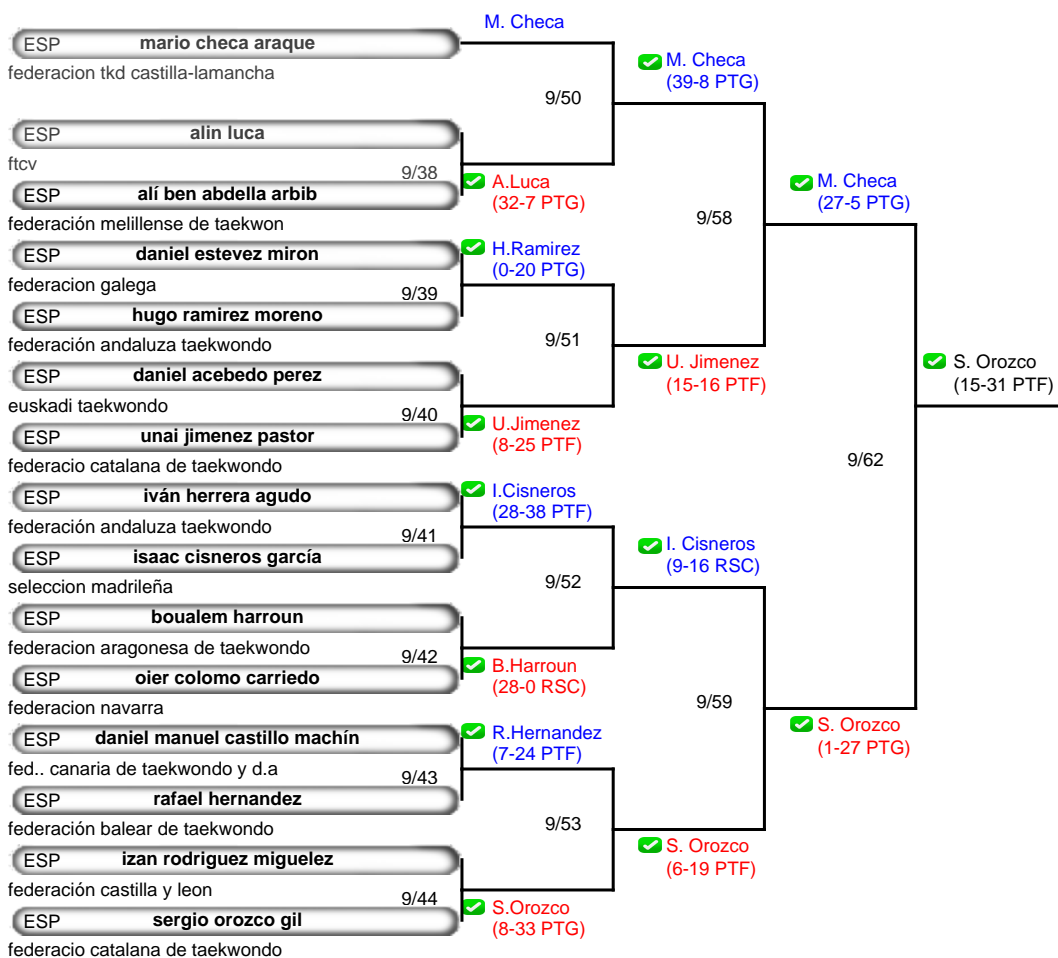 M. Checa
ESP mario checa araque
federacion tkd castilla-lamancha
M. Checa
(39-8 PTG)
9/50
ESP alin luca
ftcv
9/38
ESP alí ben abdella arbib
federación melillense de taekwon
A.Luca
(32-7 PTG)
M. Checa
(27-5 PTG)
9/58
ESP daniel estevez miron
federacion galega
H.Ramirez
(0-20 PTG)
9/39
ESP hugo ramirez moreno
federación andaluza taekwondo
9/51
ESP daniel acebedo perez
euskadi taekwondo
U. Jimenez
(15-16 PTF)
S. Orozco
(15-31 PTF)
9/40
ESP unai jimenez pastor
federacio catalana de taekwondo
U.Jimenez
(8-25 PTF)
9/62
ESP iván herrera agudo
federación andaluza taekwondo
I.Cisneros
(28-38 PTF)
9/41
ESP isaac cisneros garcía
seleccion madrileña
I. Cisneros
(9-16 RSC)
9/52
ESP boualem harroun
federacion aragonesa de taekwondo
9/42
ESP oier colomo carriedo
federacion navarra
B.Harroun
(28-0 RSC)
9/59
ESP daniel manuel castillo machín
fed.. canaria de taekwondo y d.a
R.Hernandez
(7-24 PTF)
S. Orozco
(1-27 PTG)
9/43
ESP rafael hernandez
federación balear de taekwondo
9/53
ESP izan rodriguez miguelez
federación castilla y leon
S. Orozco
(6-19 PTF)
9/44
ESP sergio orozco gil
federacio catalana de taekwondo
S.Orozco
(8-33 PTG)